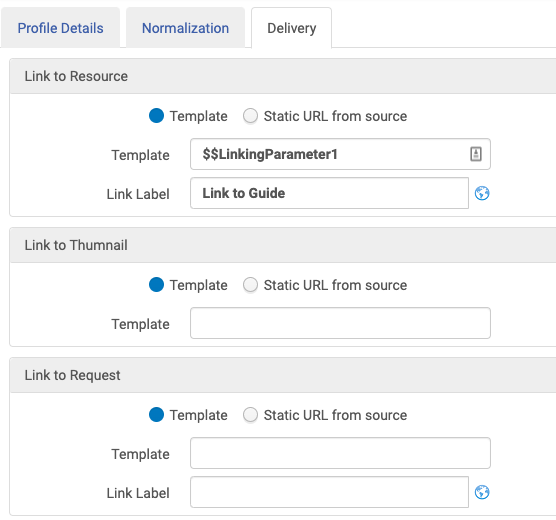 Profile Details Normalization Delivery
Link to Resource
Template Static URL from source
Template $$LinkingParameter1
Link Label Link to Guide
Link to Thumnail
Template Static URL from source
Template
Link to Request
Template Static URL from source
Template
Link Label